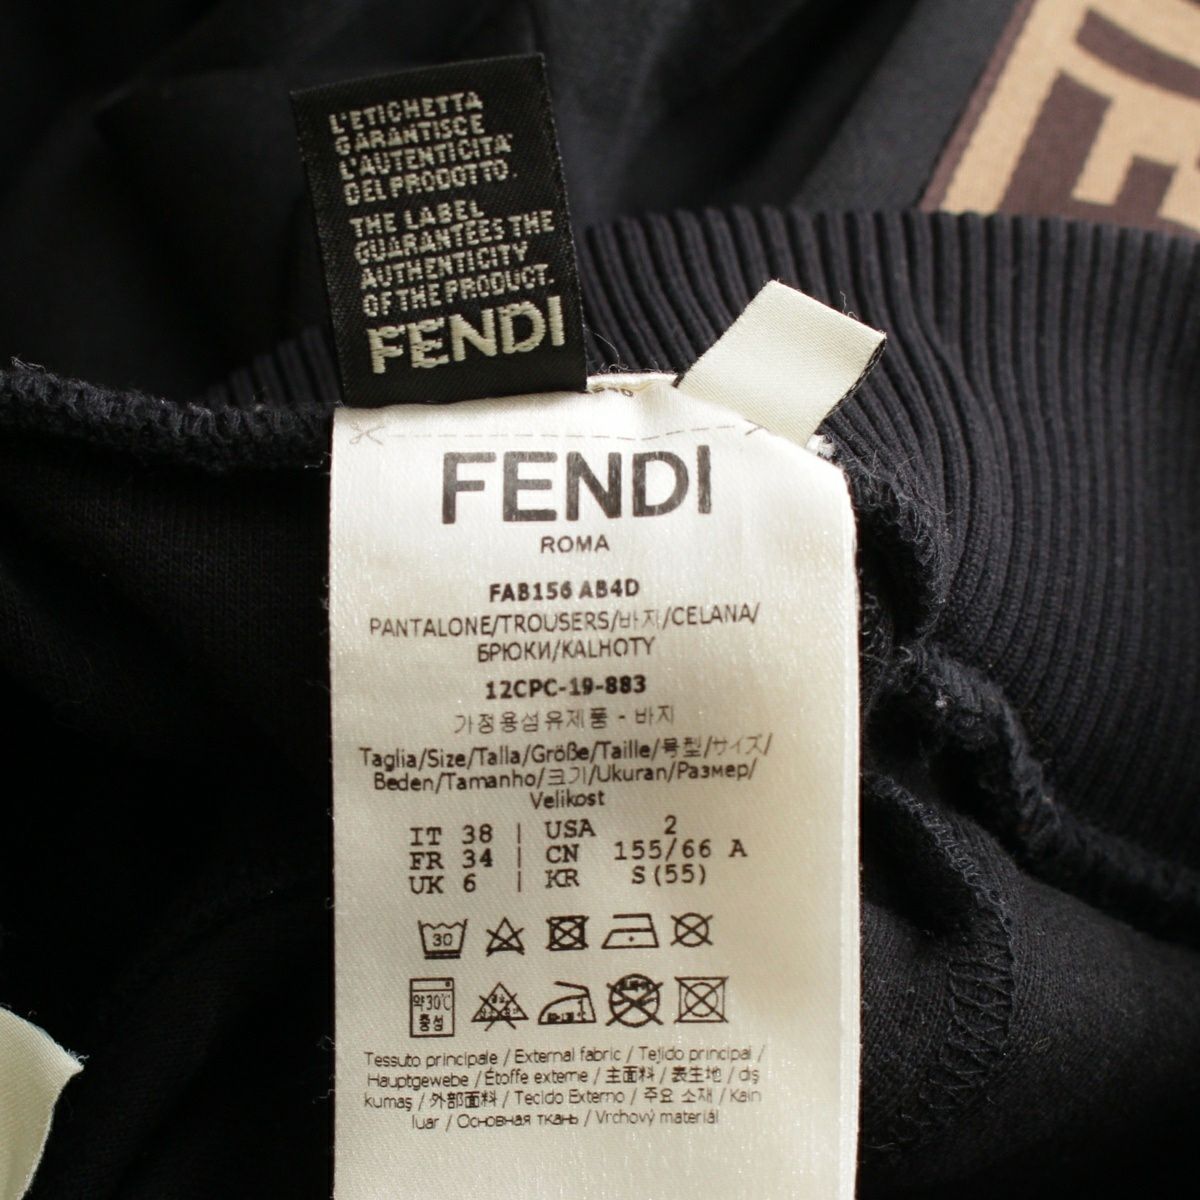 L'ETICHETTA
GARANTISCE
L'AUTENTICITÀ
DEL PRODOTTO.
THE LABEL
GUARANTEES THE
AUTHENTICITY
OF THE PRODUCT.
FENDI
FENDI
ROMA
FAB156 AB4D
PANTALONE/TROUSERS/바지/CELANA/
БРЮКИ/KALHOTY
12CPC-19-883
가정용섬유제품 - 바지
Taglia/Size/Talla/Größe/Taille/号型/サイズ/
Beden/Tamanho/크기/Ukuran/Размер/
Velikost
IT 38 | USA 2
FR 34 | CN 155/66 A
UK 6 | KR S(55)
30
약30℃
중성
Tessuto principale / External fabric / Tejido principal /
Hauptgewebe / Étoffe externe / 主面料 / 表生地 / dış
kumaş / 外部面料 / Tecido Externo / 주요 소재 / Kain
luar / Основная ткань / Vrchový materiál